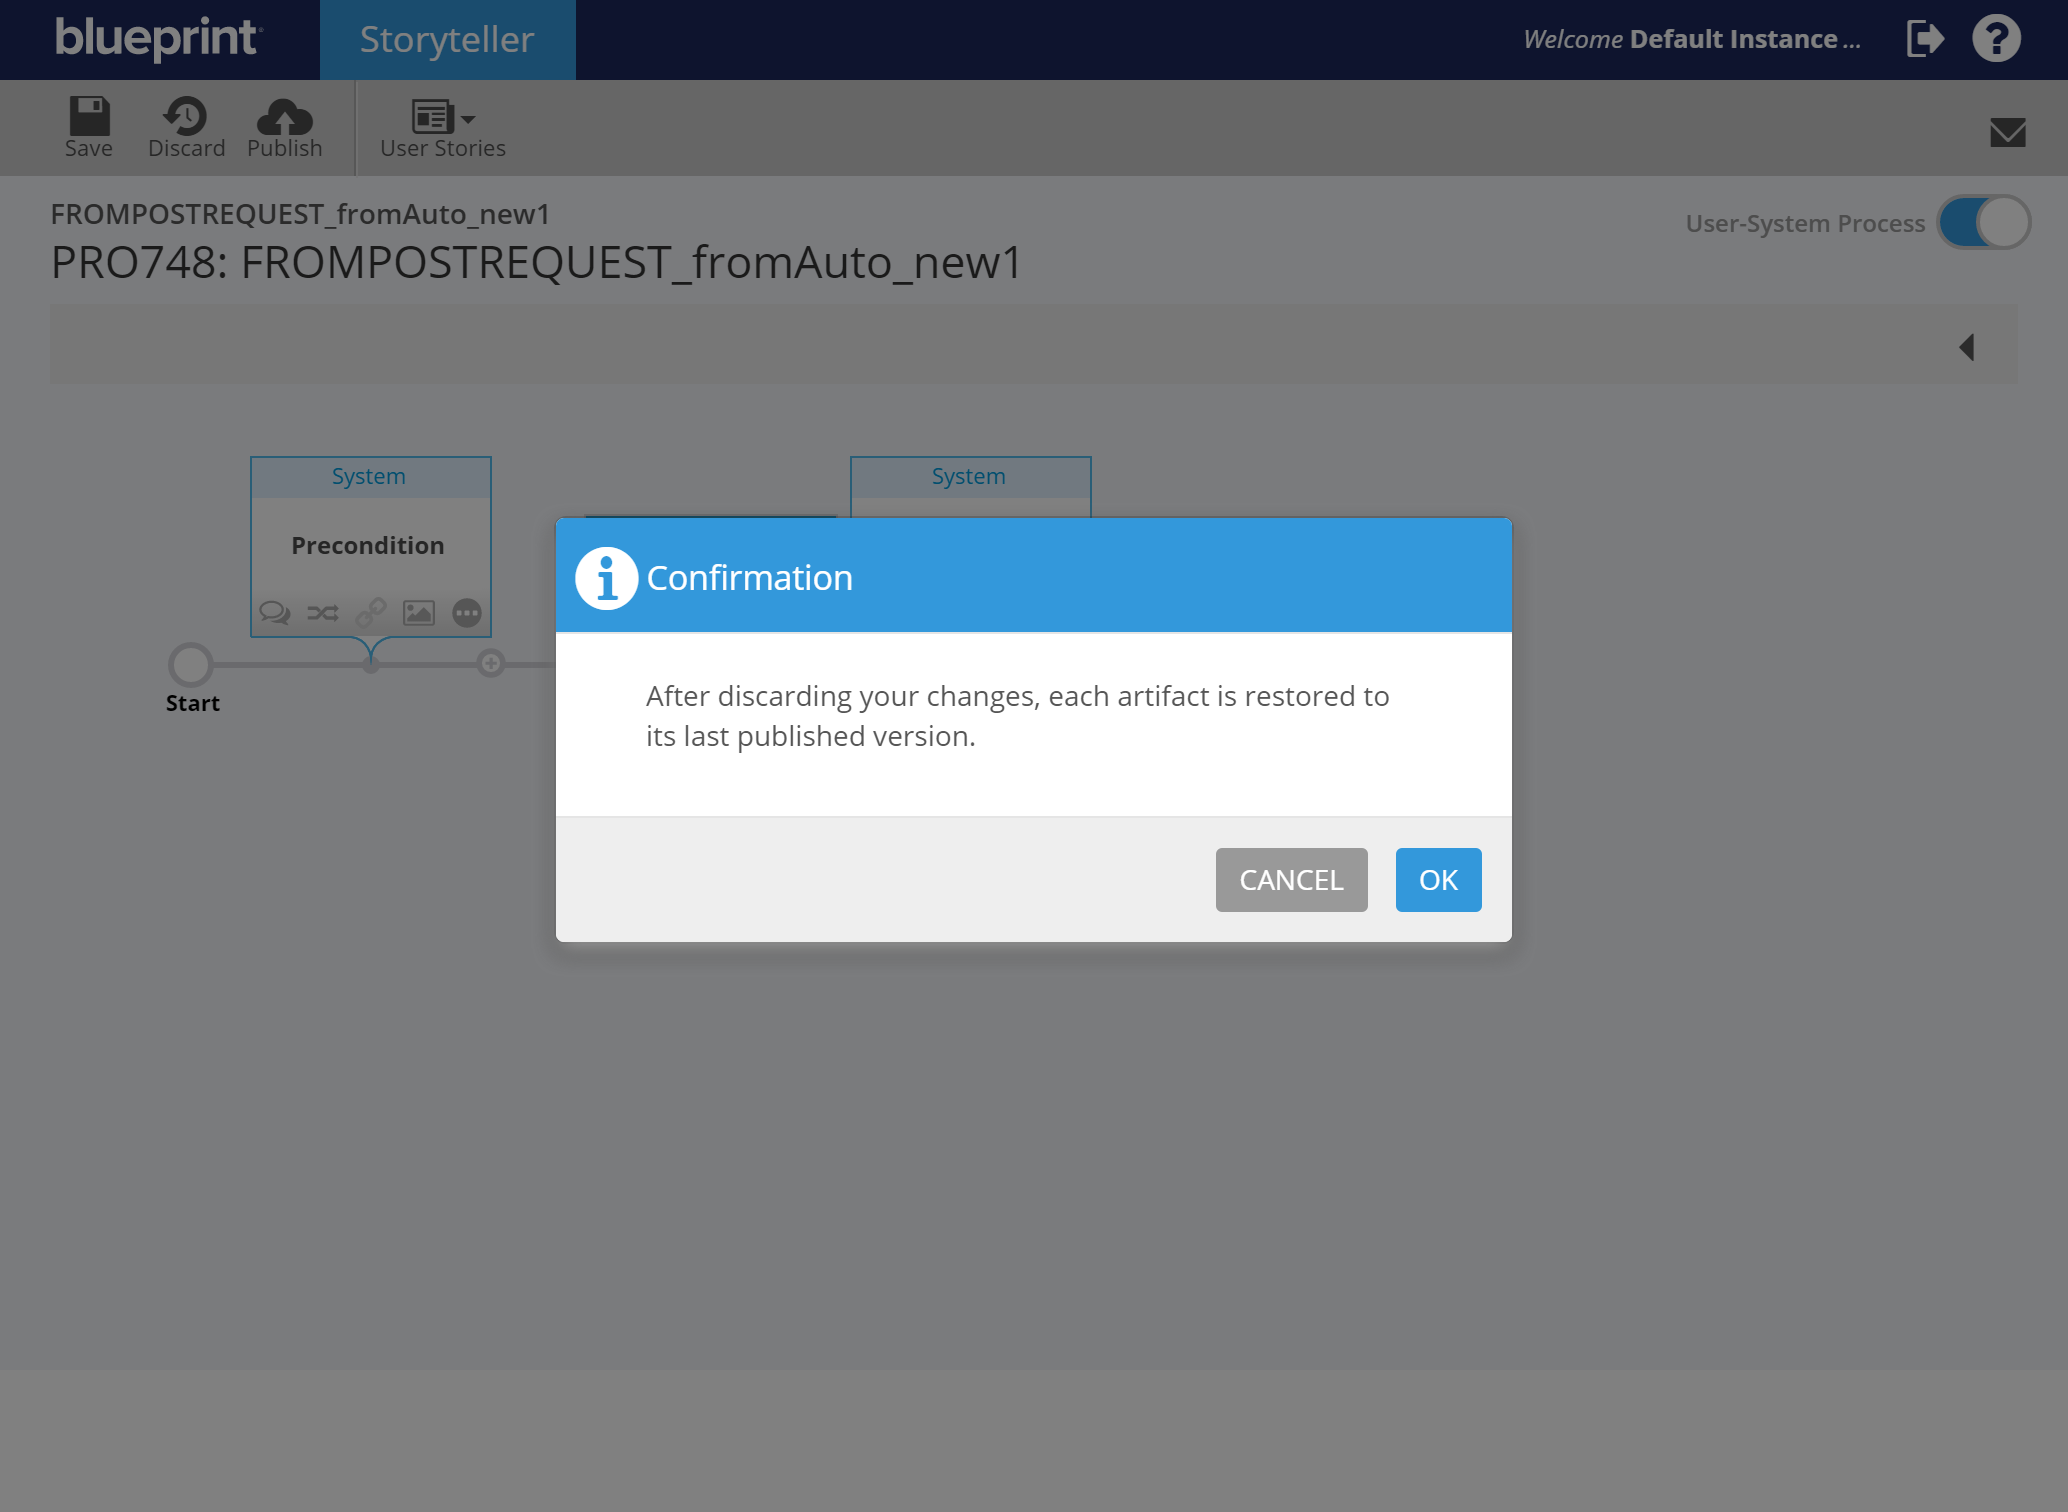 blueprint
Storyteller
Welcome Default Instance ...
Save
Discard
Publish
User Stories
FROMPOSTREQUEST_fromAuto_new1
User-System Process
PRO748: FROMPOSTREQUEST_fromAuto_new1
System
System
Precondition
Start
Confirmation
After discarding your changes, each artifact is restored to
its last published version.
CANCEL
OK